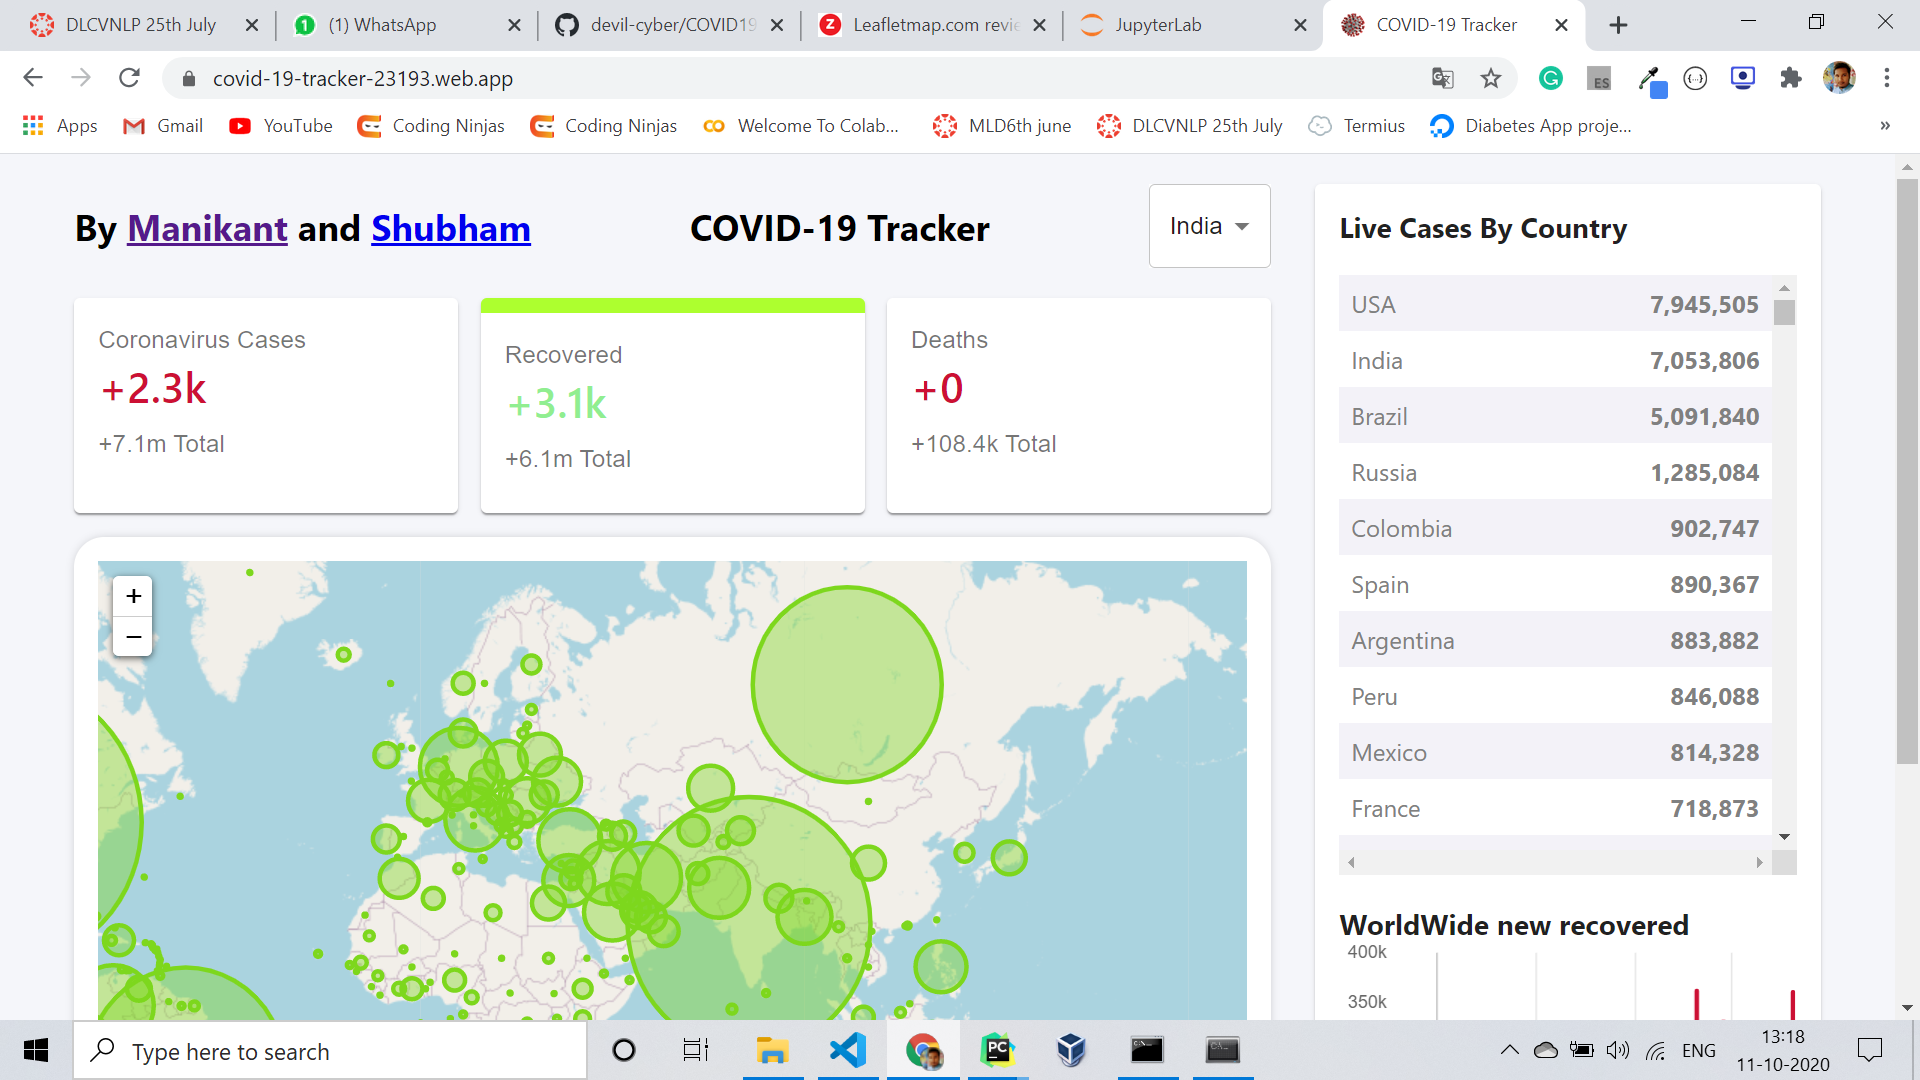 DLCVNLP 25th July
(1) WhatsApp
devil-cyber/COVID19
Leafletmap.com revie
JupyterLab
COVID-19 Tracker
covid-19-tracker-23193.web.app
Apps
Gmail
YouTube
Coding Ninjas
Coding Ninjas
Welcome To Colab...
MLD6th june
DLCVNLP 25th July
Termius
Diabetes App proje...
By Manikant and Shubham
COVID-19 Tracker
India
Coronavirus Cases
+2.3k
+7.1m Total
Recovered
+3.1k
+6.1m Total
Deaths
+0
+108.4k Total
+
−
Live Cases By Country
USA 7,945,505
India 7,053,806
Brazil 5,091,840
Russia 1,285,084
Colombia 902,747
Spain 890,367
Argentina 883,882
Peru 846,088
Mexico 814,328
France 718,873
WorldWide new recovered
400k
350k
Type here to search
ENG
13:18
11-10-2020